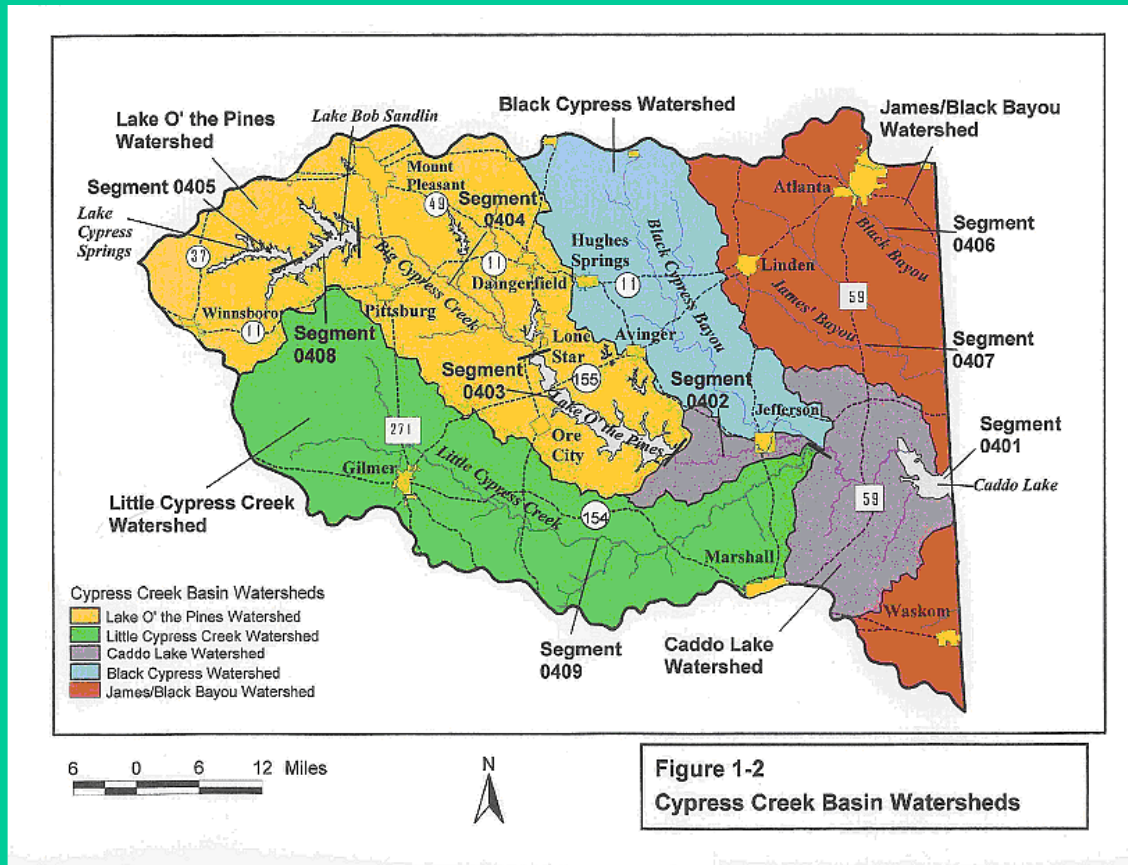 Black Cypress Watershed
James/Black Bayou
Watershed
Lake O' the Pines
Watershed
Lake Bob Sandlin
Segment 0405
Lake
Cypress
Springs
Mount
Pleasant
49
Segment
0404
Atlanta
Segment
0406
Black Bayou
37
Big Cypress Creek
11
Hughes
Springs
Black Cypress Bayou
Daingerfield
11
Linden
59
James' Bayou
Winnsboro
11
Pittsburg
Segment
0408
Lone
Star
Avinger
Segment
0407
Segment
0403
155
Segment
0402
Lake O' the Pines
Jefferson
271
Ore
City
Segment
0401
Caddo Lake
Gilmer
Little Cypress Creek
59
Little Cypress Creek
Watershed
154
Marshall
Waskom
Segment
0409
Caddo Lake
Watershed
Cypress Creek Basin Watersheds
Lake O' the Pines Watershed
Little Cypress Creek Watershed
Caddo Lake Watershed
Black Cypress Watershed
James/Black Bayou Watershed
6 0 6 12 Miles
N
Figure 1-2
Cypress Creek Basin Watersheds